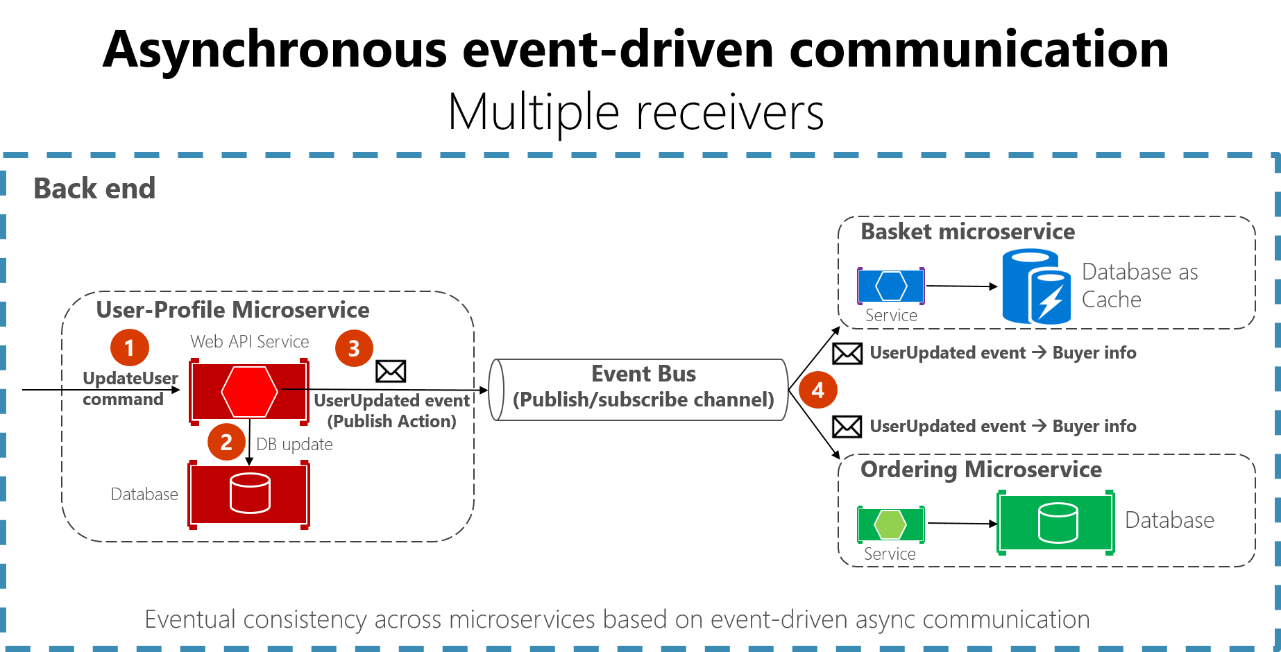 Asynchronous event-driven communication
Multiple receivers
Back end
User-Profile Microservice
1
Web API Service
3
UpdateUser
command
UserUpdated event
(Publish Action)
2
DB update
Database
Event Bus
(Publish/subscribe channel)
4
Basket microservice
Service
Database as
Cache
UserUpdated event → Buyer info
UserUpdated event → Buyer info
Ordering Microservice
Service
Database
Eventual consistency across microservices based on event-driven async communication